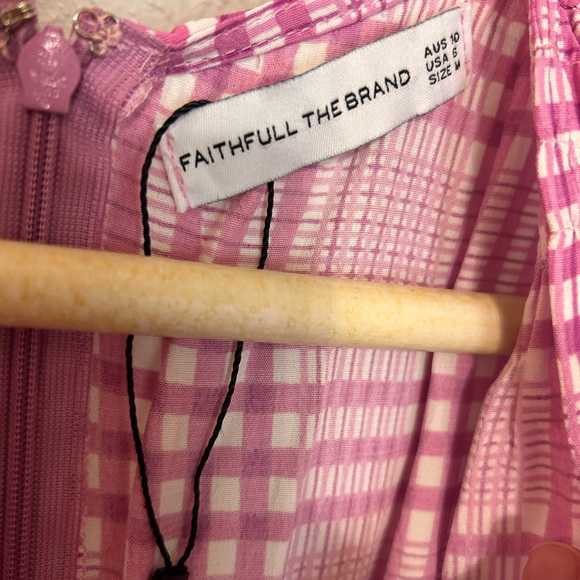 FAITHFULL THE BRAND
AUS 10
USA 6
SIZE M